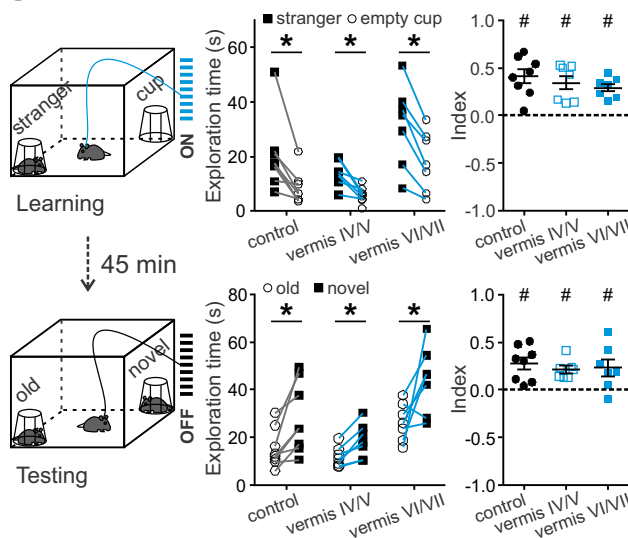 stranger
cup
ON
Learning
45 min
old
novel
OFF
Testing
■ stranger ○ empty cup
Exploration time (s)
60
40
20
0
* * *
control
vermis IV/V
vermis VI/VII
Index
1.0
0.5
0.0
0.5
-1.0
# # #
control
vermis IV/V
vermis VI/VII
○ old ■ novel
Exploration time (s)
80
60
40
20
0
* * *
control
vermis IV/V
vermis VI/VII
Index
1.0
0.5
0.0
0.5
-1.0
# # #
control
vermis IV/V
vermis VI/VII